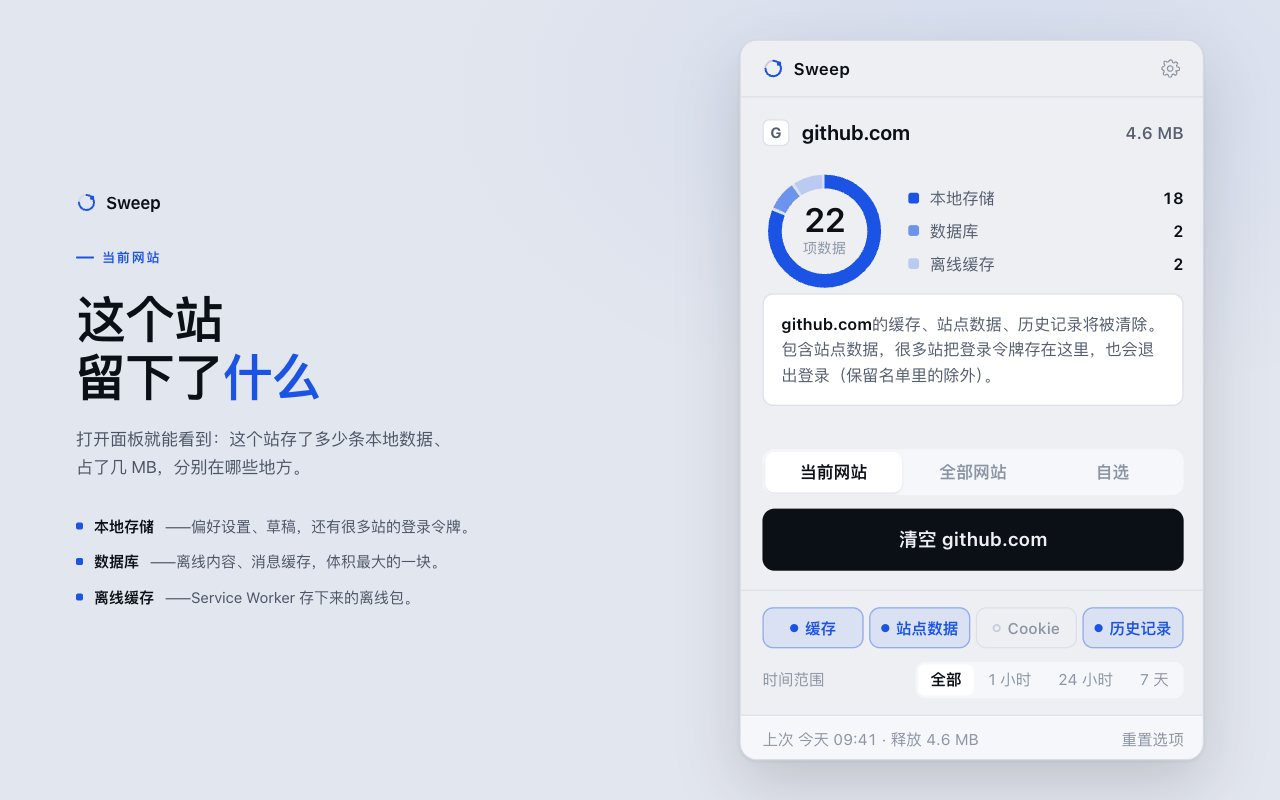 Sweep
当前网站
这个站
留下了什么
打开面板就能看到：这个站存了多少条本地数据、
占了几 MB，分别在哪些地方。
本地存储 ——偏好设置、草稿，还有很多站的登录令牌。
数据库 ——离线内容、消息缓存，体积最大的一块。
离线缓存 ——Service Worker 存下来的离线包。
Sweep
G github.com 4.6 MB
22
项数据
本地存储 18
数据库 2
离线缓存 2
github.com的缓存、站点数据、历史记录将被清除。
包含站点数据，很多站把登录令牌存在这里，也会退
出登录（保留名单里的除外）。
当前网站 全部网站 自选
清空 github.com
缓存 站点数据 Cookie 历史记录
时间范围 全部 1 小时 24 小时 7 天
上次 今天 09:41 · 释放 4.6 MB 重置选项